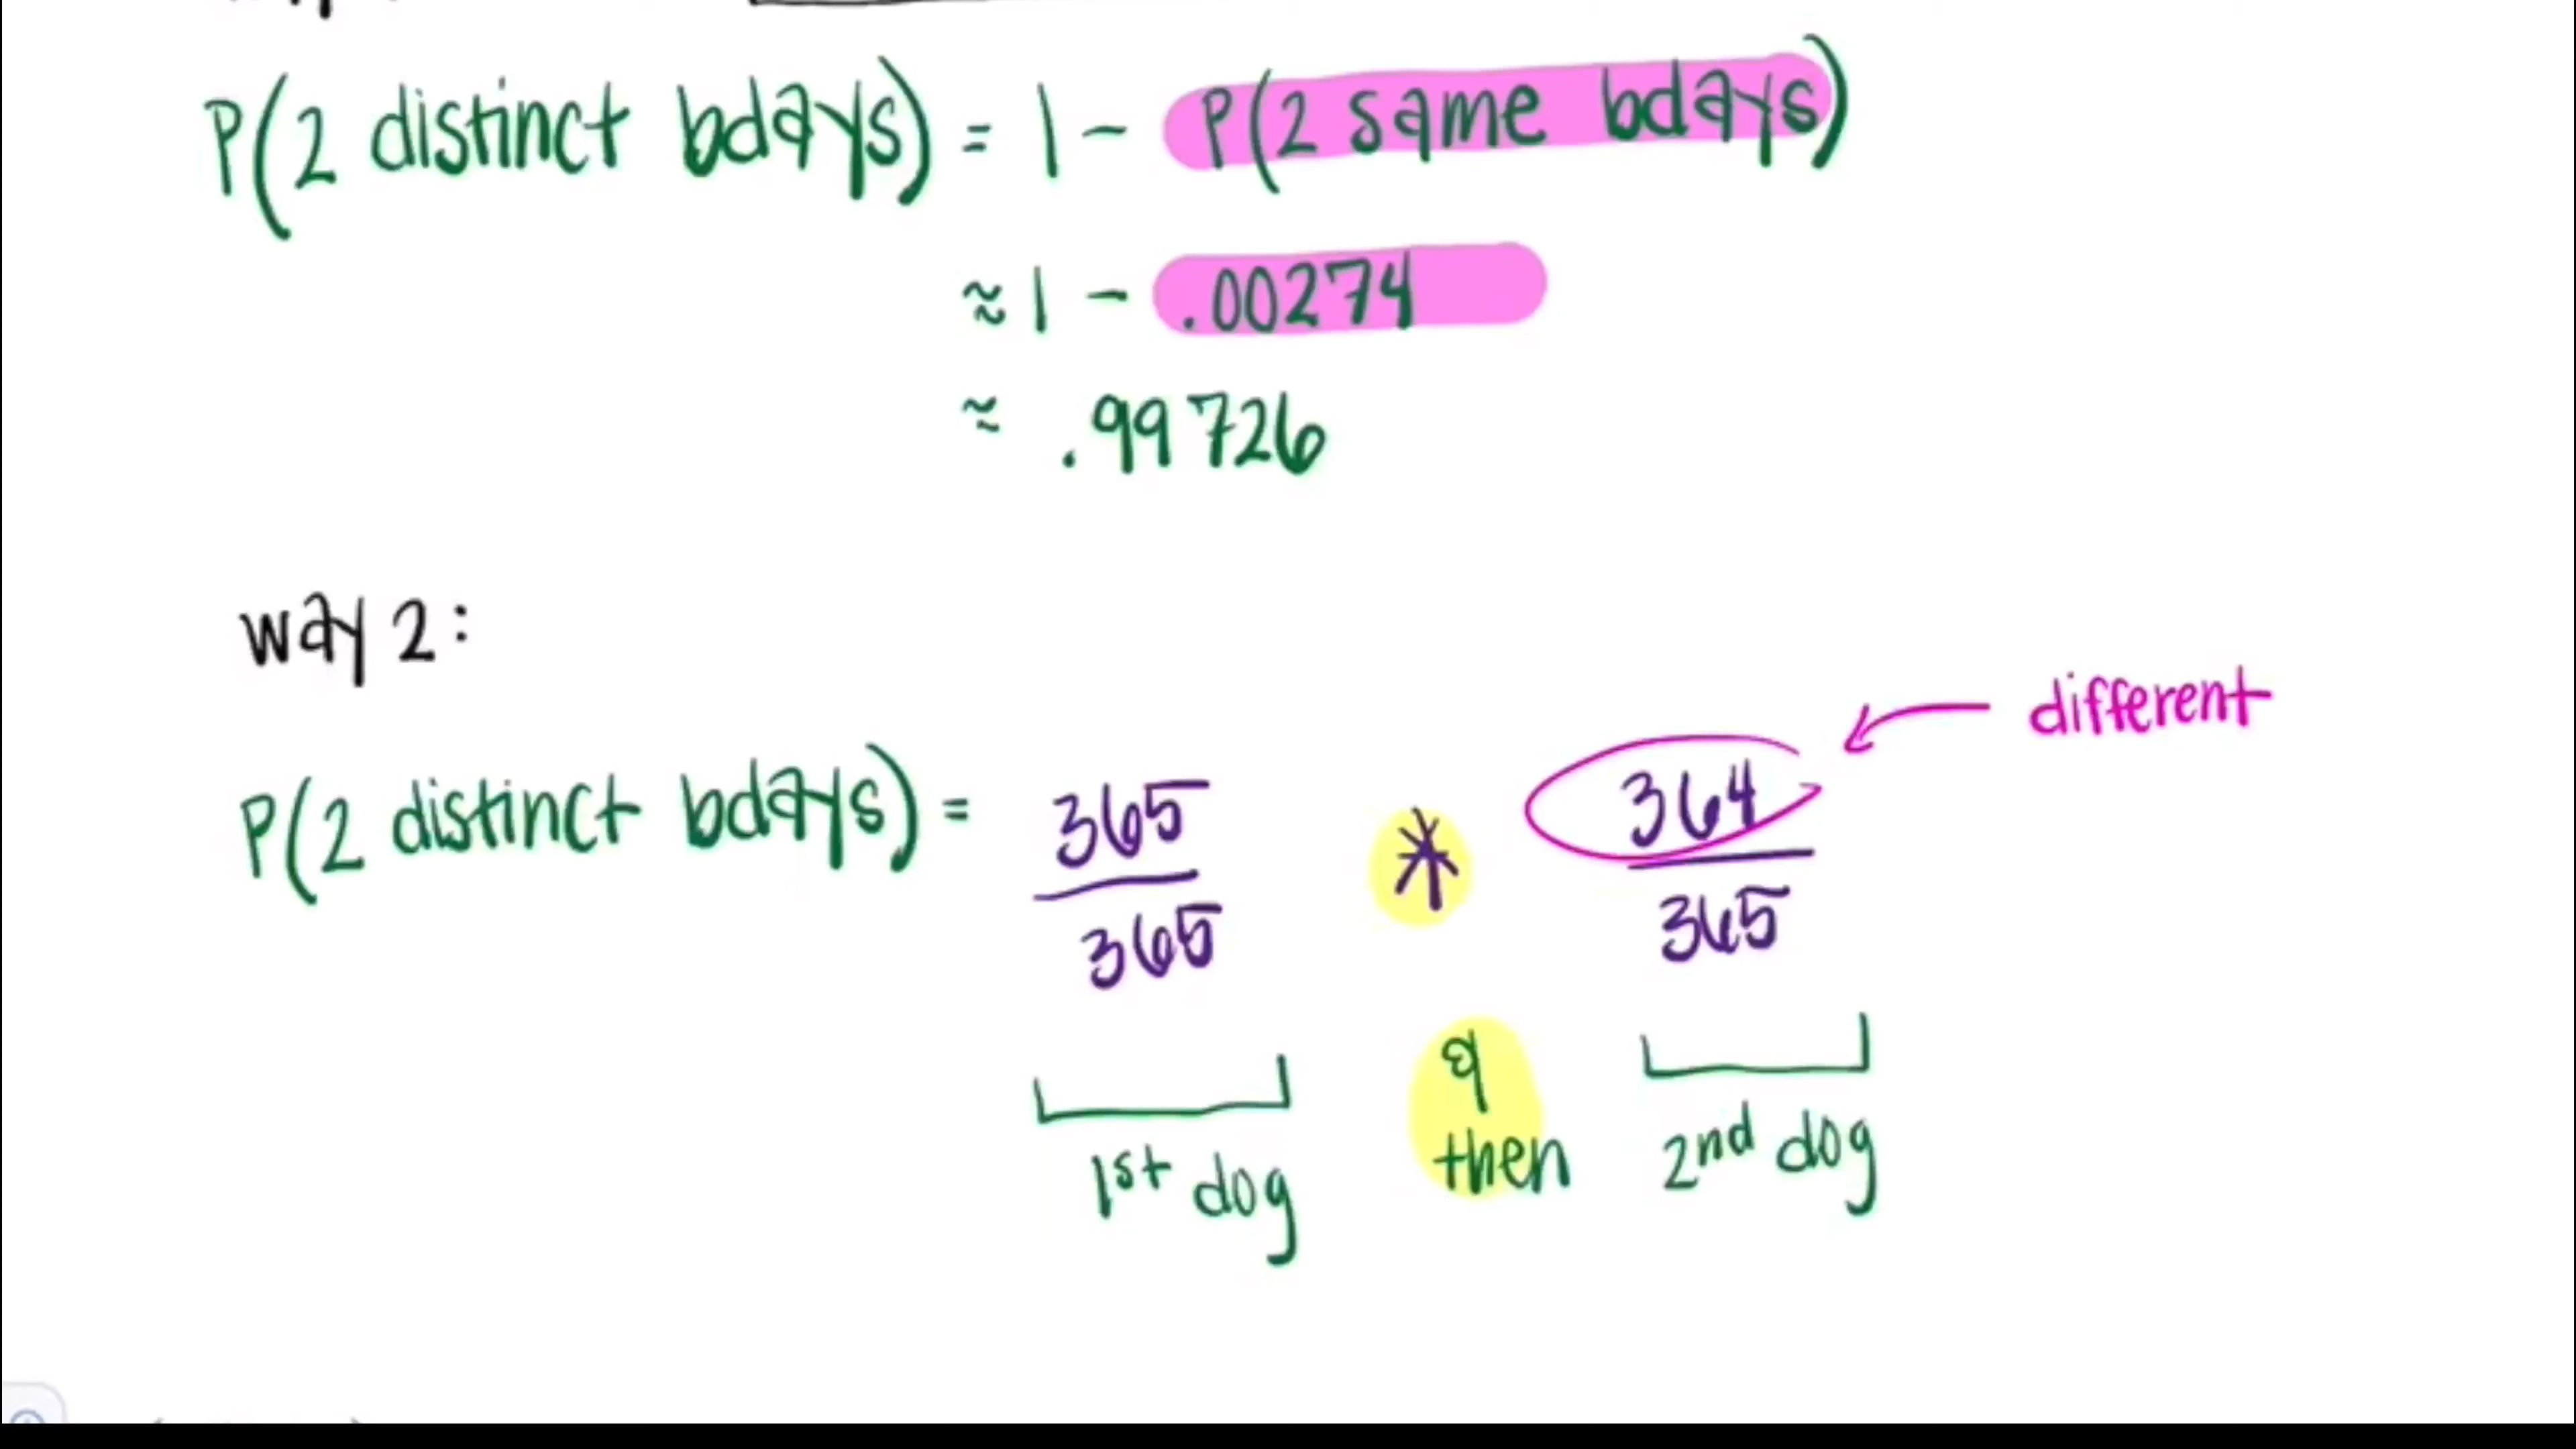 P(2 distinct bdays) = 1 - P(2 same bdays)
≈ 1 - .00274
≈ .99726
way 2:
different
P(2 distinct bdays) = 365/365 * 364/365
&
then
1st dog
2nd dog